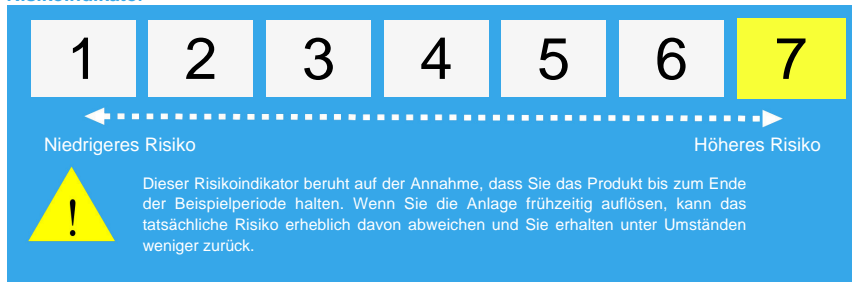 Risikoindikator
1 2 3 4 5 6 7
Niedrigeres Risiko Höheres Risiko
Dieser Risikoindikator beruht auf der Annahme, dass Sie das Produkt bis zum Ende
der Beispielperiode halten. Wenn Sie die Anlage frühzeitig auflösen, kann das
tatsächliche Risiko erheblich davon abweichen und Sie erhalten unter Umständen
weniger zurück.
!